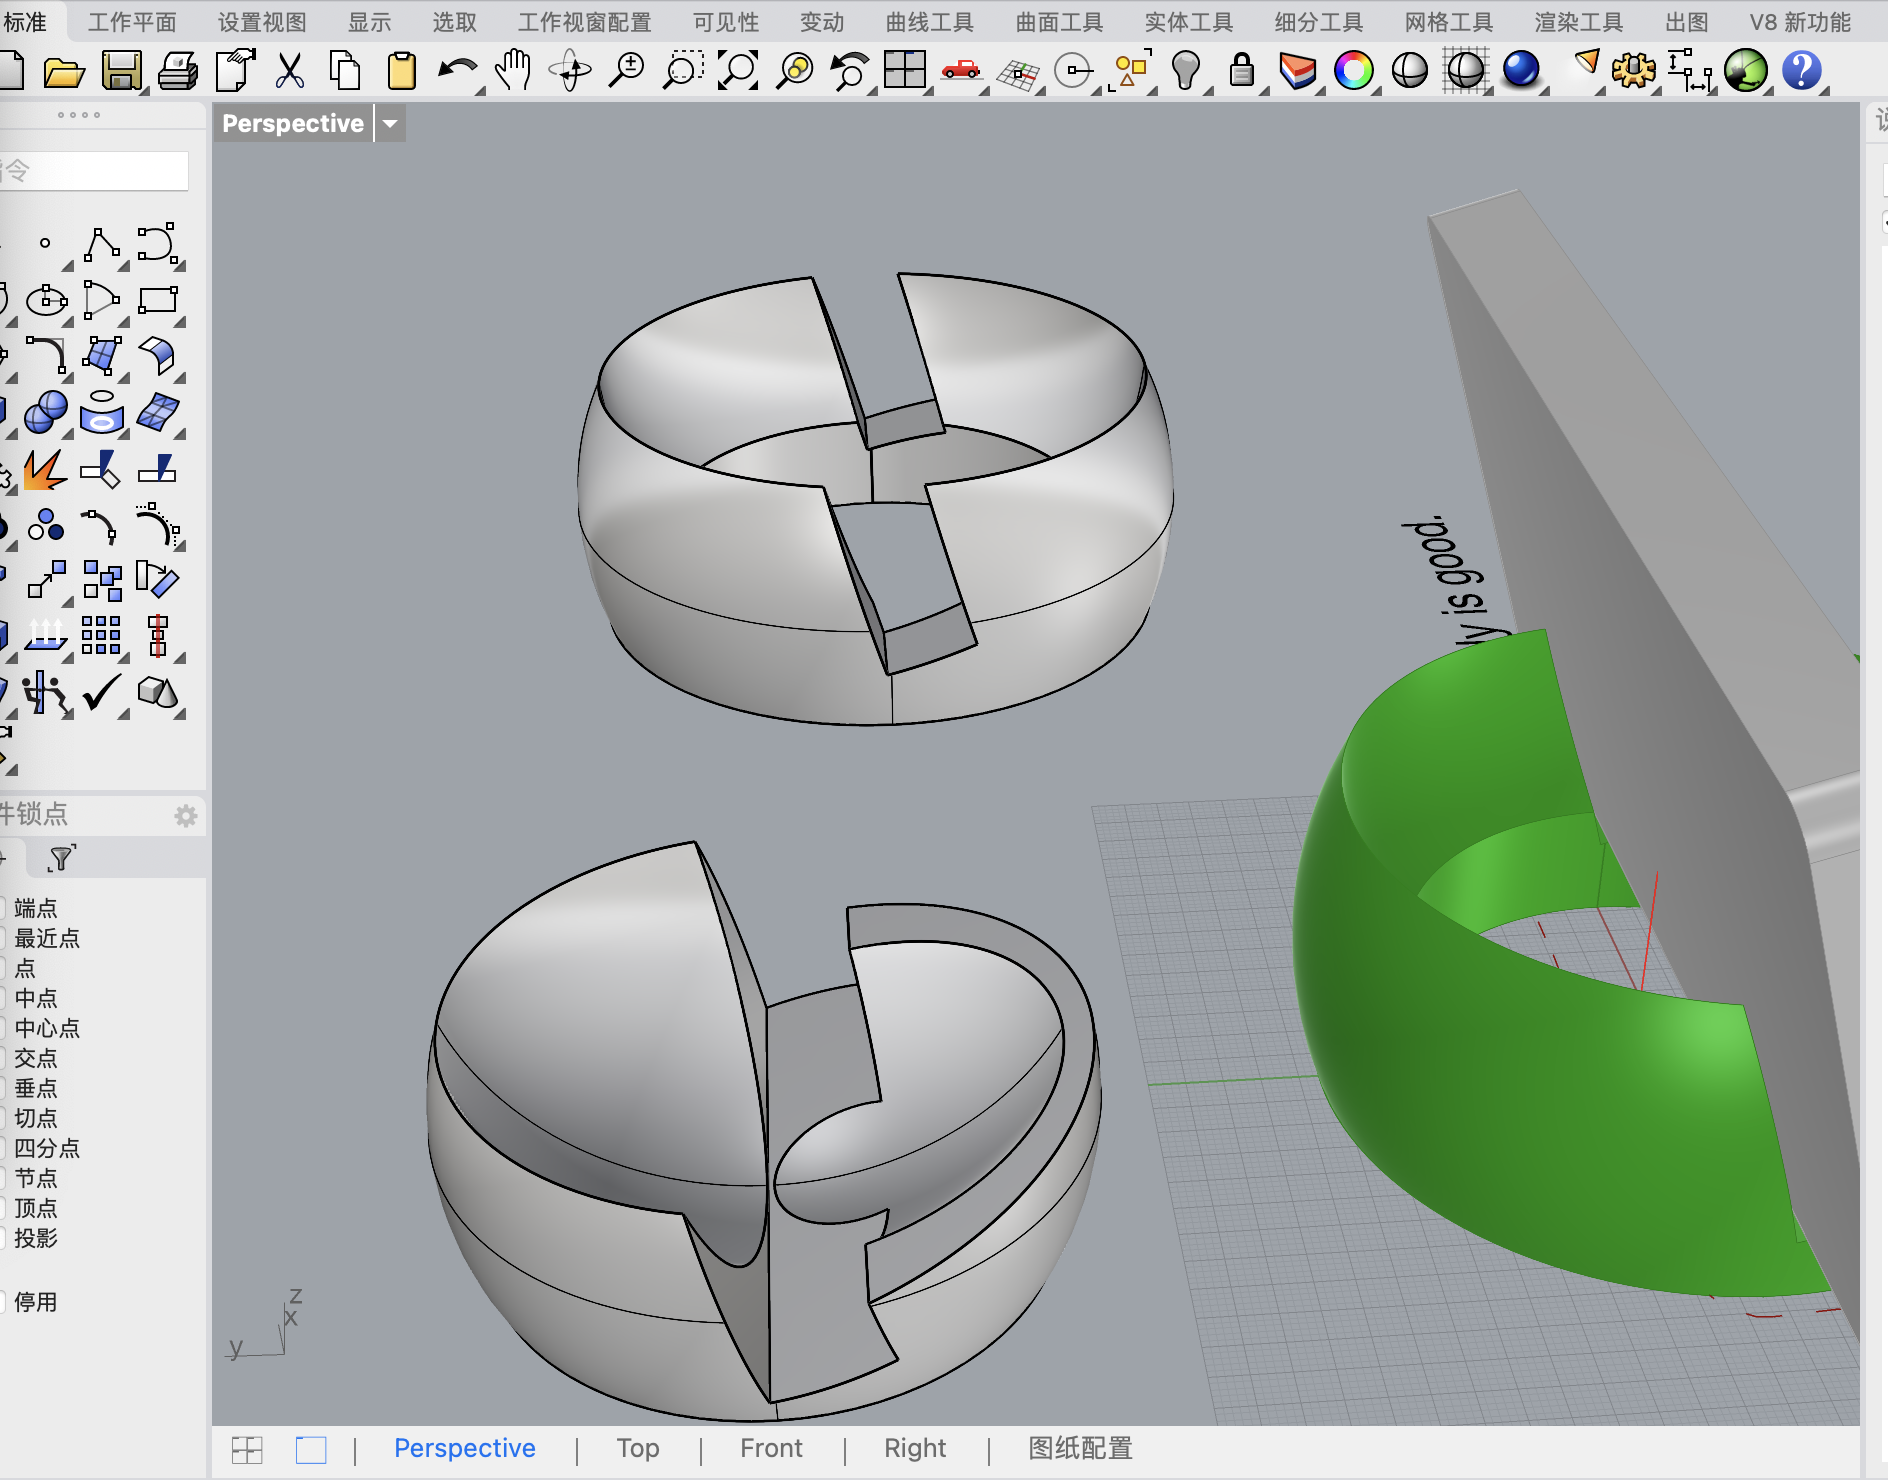 标准 工作平面 设置视图 显示 选取 工作视窗配置 可见性 变动 曲线工具 曲面工具 实体工具 细分工具 网格工具 渲染工具 出图 V8 新功能
Perspective
令
is good.
件锁点
端点
最近点
点
中点
中心点
交点
垂点
切点
四分点
节点
顶点
投影
停用
z
x
y
Perspective | Top | Front | Right | 图纸配置